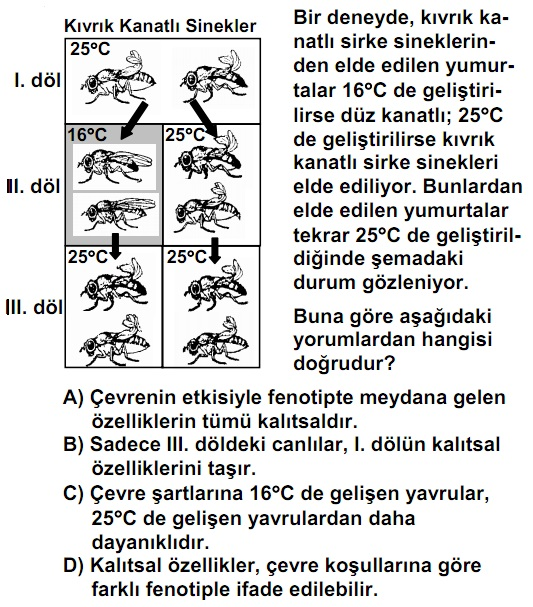 Kıvrık Kanatlı Sinekler
25°C
I. döl
16°C
25°C
II. döl
25°C
25°C
III. döl
Bir deneyde, kıvrık ka-
natlı sirke sineklerin-
den elde edilen yumur-
talar 16°C de geliştiri-
lirse düz kanatlı; 25°C
de geliştirilirse kıvrık
kanatlı sirke sinekleri
elde ediliyor. Bunlardan
elde edilen yumurtalar
tekrar 25°C de geliştiril-
diğinde şemadaki
durum gözleniyor.
Buna göre aşağıdaki
yorumlardan hangisi
doğrudur?
A) Çevrenin etkisiyle fenotipte meydana gelen
özelliklerin tümü kalıtsaldır.
B) Sadece III. döldeki canlılar, I. dölün kalıtsal
özelliklerini taşır.
C) Çevre şartlarına 16°C de gelişen yavrular,
25°C de gelişen yavrulardan daha
dayanıklıdır.
D) Kalıtsal özellikler, çevre koşullarına göre
farklı fenotiple ifade edilebilir.